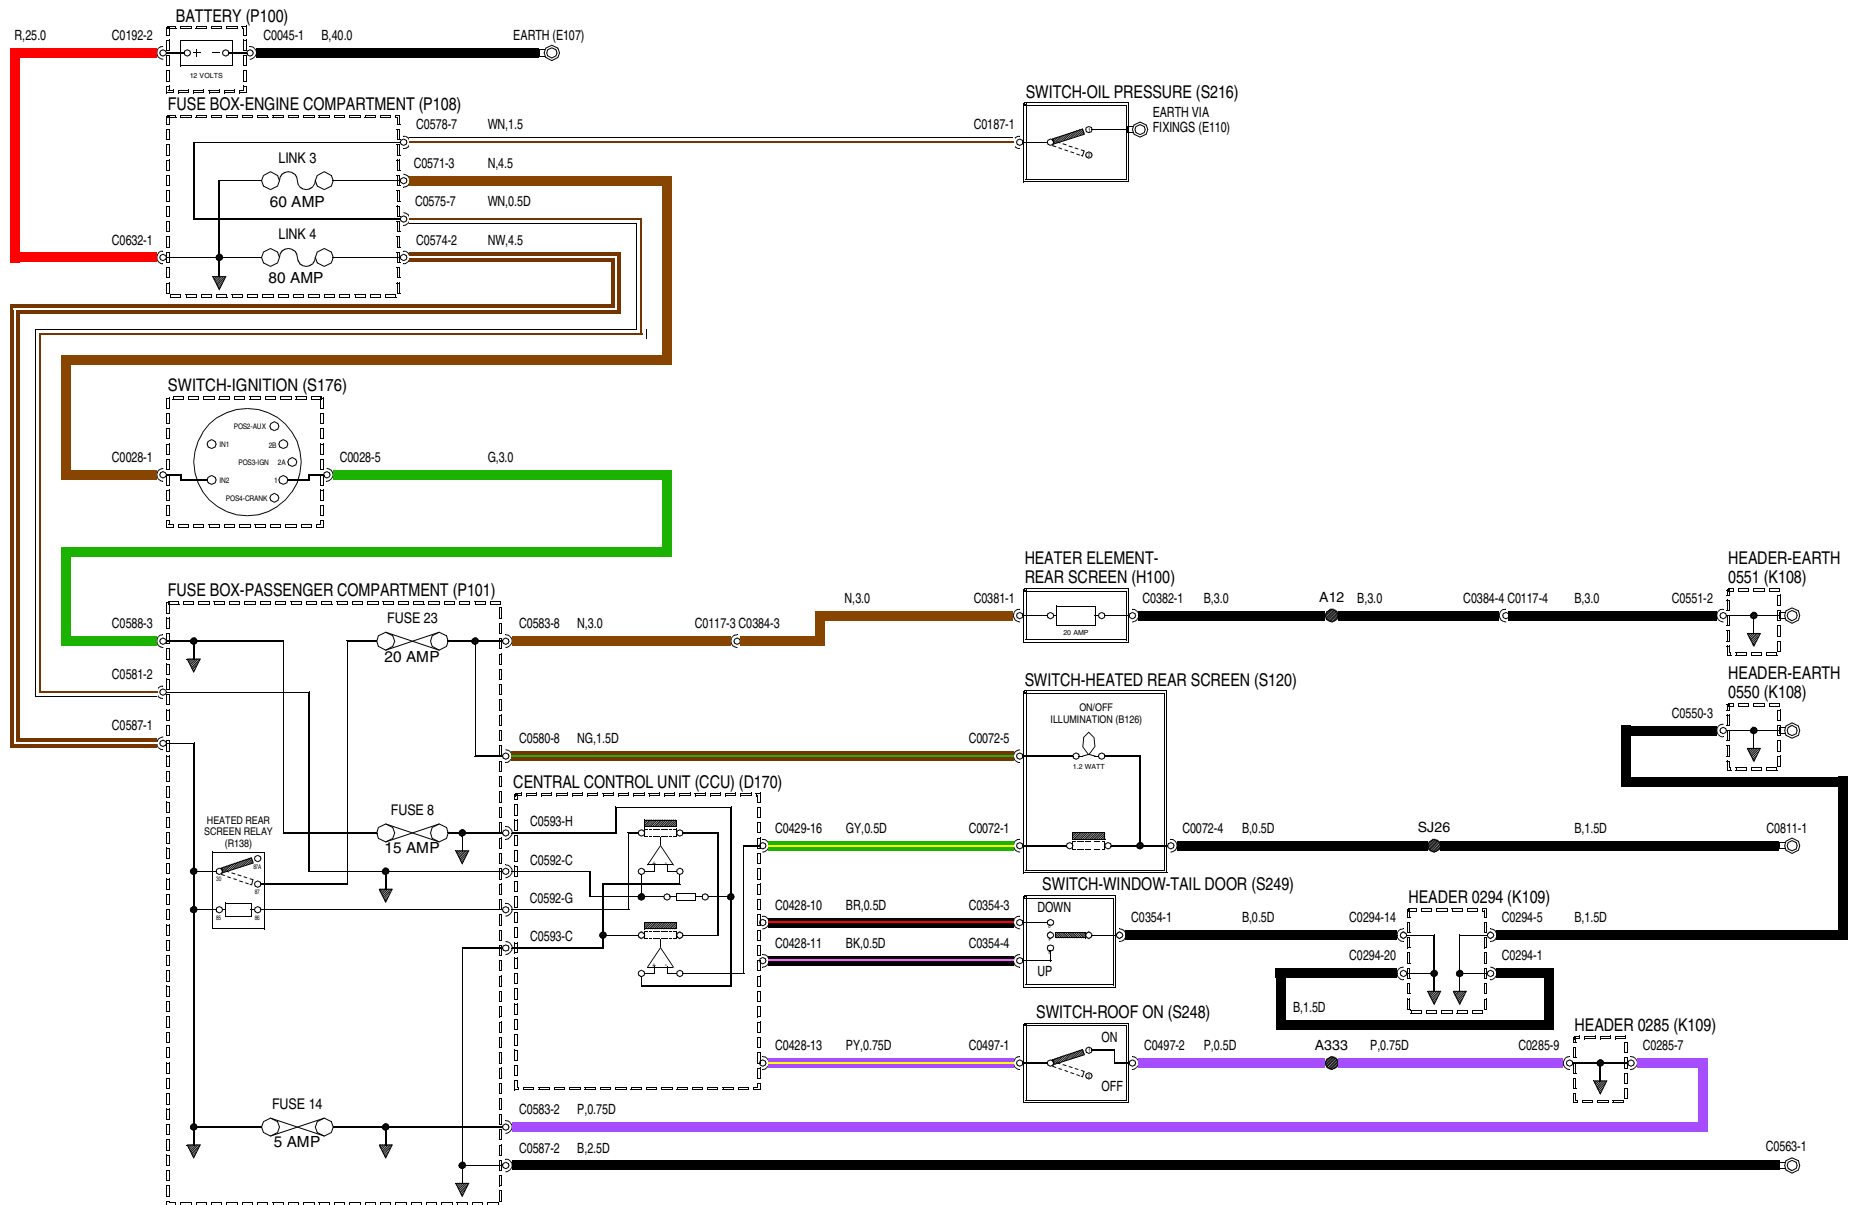 BATTERY (P100)
R,25.0
C0192-2
C0045-1
B,40.0
EARTH (E107)
+
−
12 VOLTS
FUSE BOX-ENGINE COMPARTMENT (P108)
C0578-7
WN,1.5
LINK 3
60 AMP
C0571-3
N,4.5
C0575-7
WN,0.5D
C0632-1
LINK 4
80 AMP
C0574-2
NW,4.5
C0187-1
SWITCH-OIL PRESSURE (S216)
EARTH VIA
FIXINGS (E110)
SWITCH-IGNITION (S176)
POS2-AUX
IN1
2B
POS3-IGN
2A
IN2
1
POS4-CRANK
C0028-1
C0028-5
G,3.0
FUSE BOX-PASSENGER COMPARTMENT (P101)
C0588-3
FUSE 23
20 AMP
C0583-8
N,3.0
C0117-3
C0384-3
N,3.0
C0381-1
HEATER ELEMENT-
REAR SCREEN (H100)
20 AMP
C0382-1
B,3.0
A12
B,3.0
C0384-4
C0117-4
B,3.0
C0551-2
HEADER-EARTH
0551 (K108)
C0581-2
C0587-1
C0580-8
NG,1.5D
C0072-5
SWITCH-HEATED REAR SCREEN (S120)
ON/OFF
ILLUMINATION (B126)
1.2 WATT
HEADER-EARTH
0550 (K108)
C0550-3
CENTRAL CONTROL UNIT (CCU) (D170)
HEATED REAR
SCREEN RELAY
(R138)
30
87A
87
85
86
FUSE 8
15 AMP
C0593-H
C0592-C
C0592-G
C0593-C
C0429-16
GY,0.5D
C0072-1
C0072-4
B,0.5D
SJ26
B,1.5D
C0811-1
SWITCH-WINDOW-TAIL DOOR (S249)
C0428-10
BR,0.5D
C0354-3
DOWN
C0428-11
BK,0.5D
C0354-4
UP
C0354-1
B,0.5D
C0294-14
HEADER 0294 (K109)
C0294-5
B,1.5D
C0294-20
C0294-1
B,1.5D
SWITCH-ROOF ON (S248)
C0428-13
PY,0.75D
C0497-1
ON
OFF
C0497-2
P,0.5D
A333
P,0.75D
C0285-9
HEADER 0285 (K109)
C0285-7
FUSE 14
5 AMP
C0583-2
P,0.75D
C0587-2
B,2.5D
C0563-1